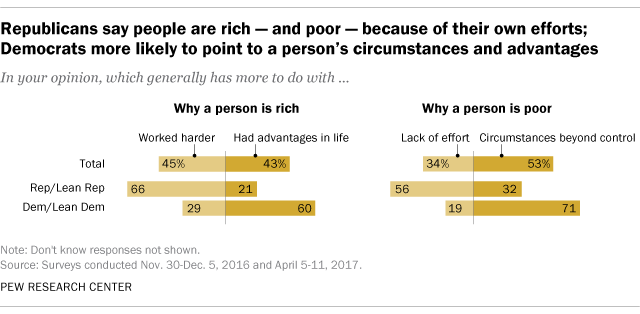 Republicans say people are rich — and poor — because of their own efforts;
Democrats more likely to point to a person's circumstances and advantages
In your opinion, which generally has more to do with ...
Why a person is rich Why a person is poor
Worked harder Had advantages in life Lack of effort Circumstances beyond control
Total 45% 43% 34% 53%
Rep/Lean Rep 66 21 56 32
Dem/Lean Dem 29 60 19 71
Note: Don't know responses not shown.
Source: Surveys conducted Nov. 30-Dec. 5, 2016 and April 5-11, 2017.
PEW RESEARCH CENTER